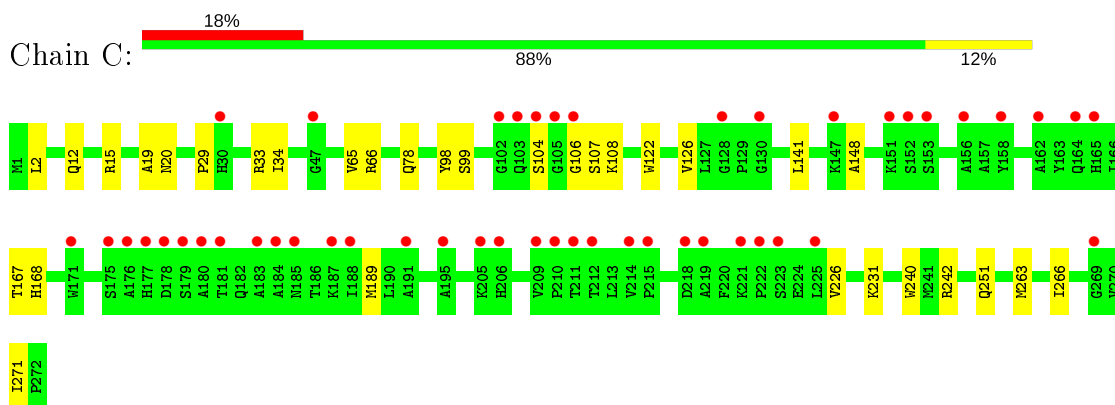 18%
Chain C:
88% 12%
M1 L2 Q12 R15 A19 N20 P29 H30 R33 I34 G47 V65 R66 Q78 Y98 S99 G102 Q103 S104 G105 G106 S107 K108 W122 V126 L127 G128 P129 G130 L141 K147 A148 K151 S152 S153 A156 A157 Y158 A162 Y163 Q164 H165 I166
T167 H168 W171 S175 A176 H177 D178 S179 A180 T181 Q182 A183 A184 N185 T186 K187 I188 M189 L190 A191 A195 K205 H206 V209 P210 T211 T212 L213 V214 P215 D218 A219 F220 K221 P222 S223 E224 L225 V226 K231 W240 M241 R242 Q251 M263 I266 G269
I271 P272